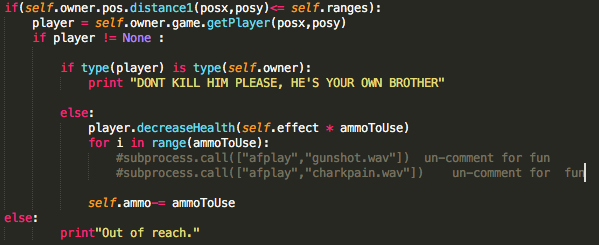 if(self.owner.pos.distance1(posx,posy)<= self.ranges):
    player = self.owner.game.getPlayer(posx,posy)
    if player != None :
        if type(player) is type(self.owner):
            print "DONT KILL HIM PLEASE, HE'S YOUR OWN BROTHER"
        else:
            player.decreaseHealth(self.effect * ammoToUse)
            for i in range(ammoToUse):
                #subprocess.call(["afplay","gunshot.wav"])  un-comment for fun
                #subprocess.call(["afplay","charkpain.wav"])    un-comment for  fun
            self.ammo-= ammoToUse
else:
        print"Out of reach."